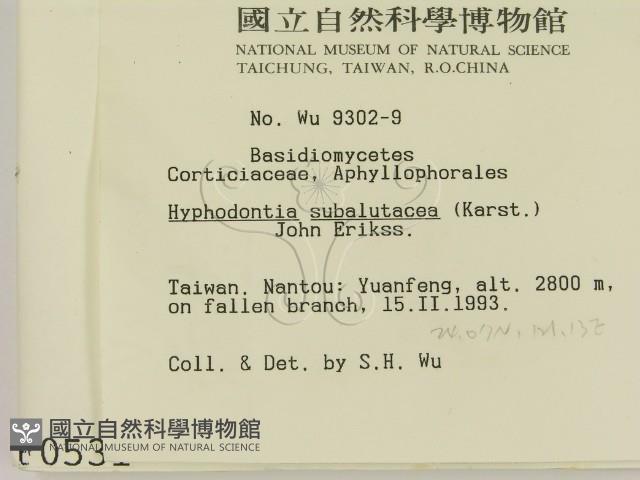 國立自然科學博物館
NATIONAL MUSEUM OF NATURAL SCIENCE
TAICHUNG, TAIWAN, R.O.CHINA
No. Wu 9302-9
Basidiomycetes
Corticiaceae, Aphyllophorales
Hyphodontia subalutacea (Karst.)
John Erikss.
Taiwan. Nantou: Yuanfeng, alt. 2800 m,
on fallen branch, 15.II.1993.
Coll. & Det. by S.H. Wu
國立自然科學博物館
NATIONAL MUSEUM OF NATURAL SCIENCE